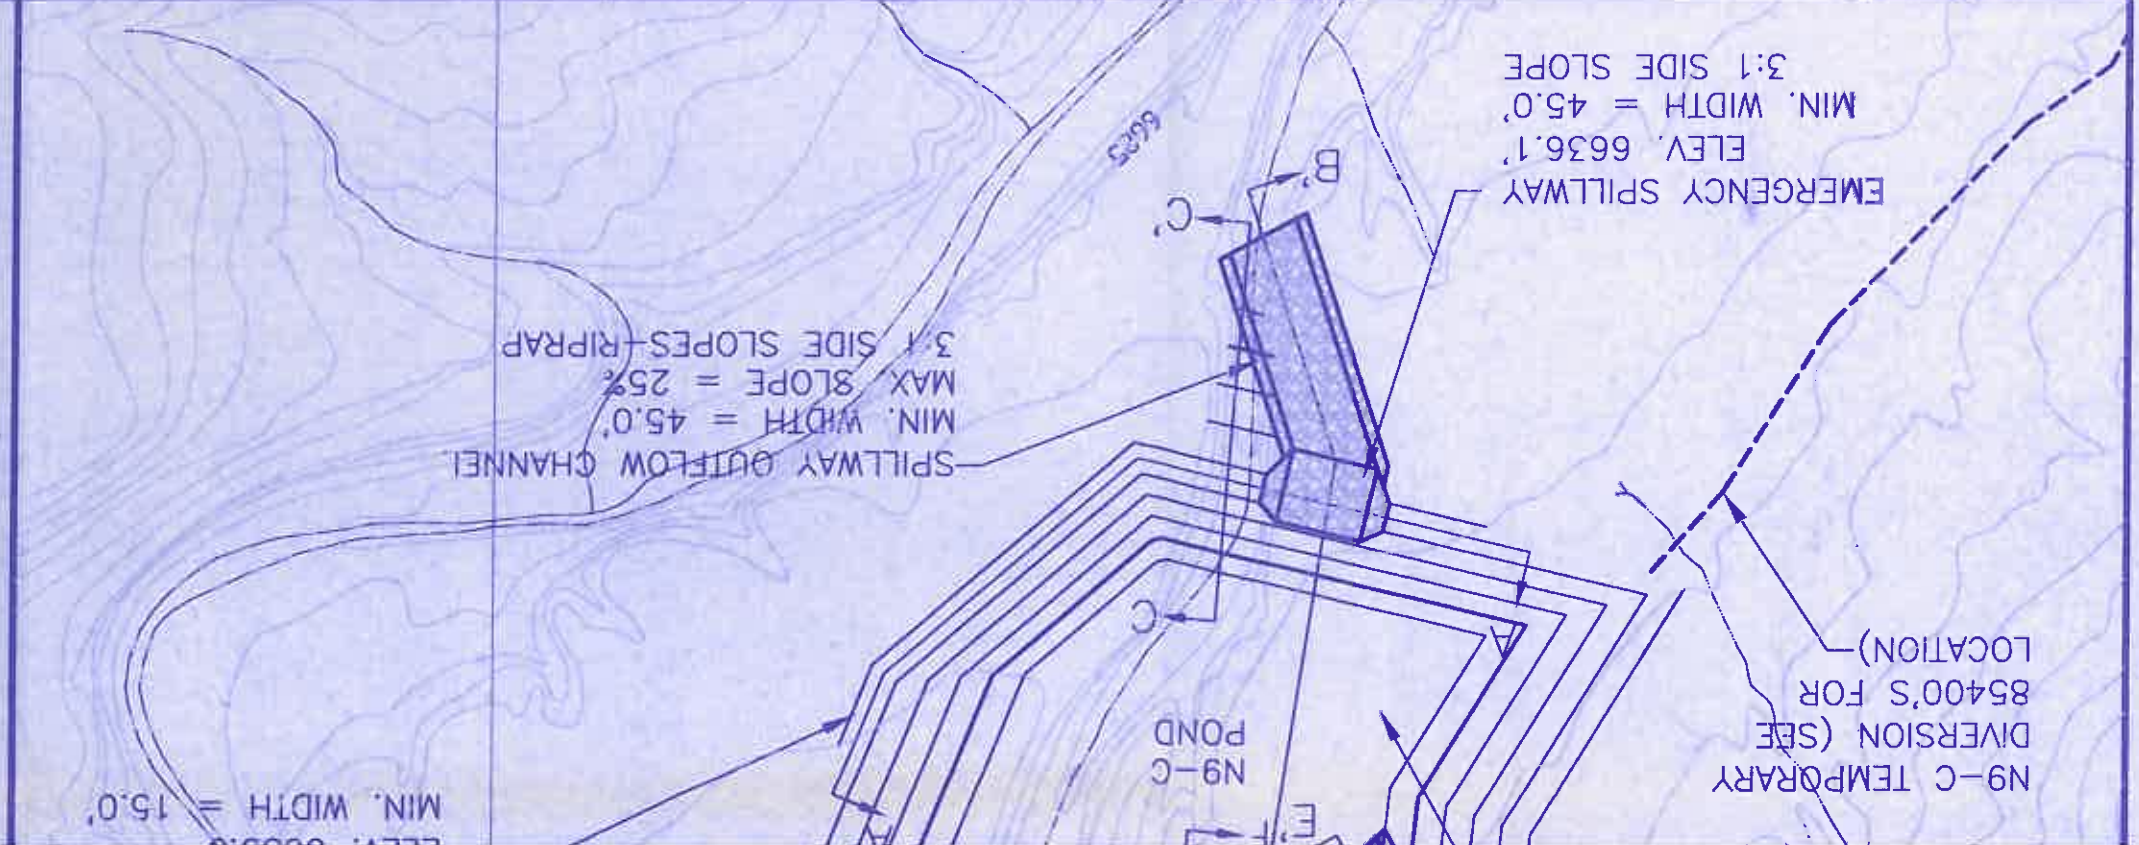 N9-C TEMPORARY
DIVERSION (SEE
85400'S FOR
LOCATION)
E'
N9-C
POND
MIN. WIDTH = 15.0'
A
C
SPILLWAY OUTFLOW CHANNEL
MIN. WIDTH = 45.0'
MAX. SLOPE = 25%
3:1 SIDE SLOPES-RIPRAP
C'
B'
EMERGENCY SPILLWAY
ELEV. 6636.1'
MIN. WIDTH = 45.0'
3:1 SIDE SLOPE
6625